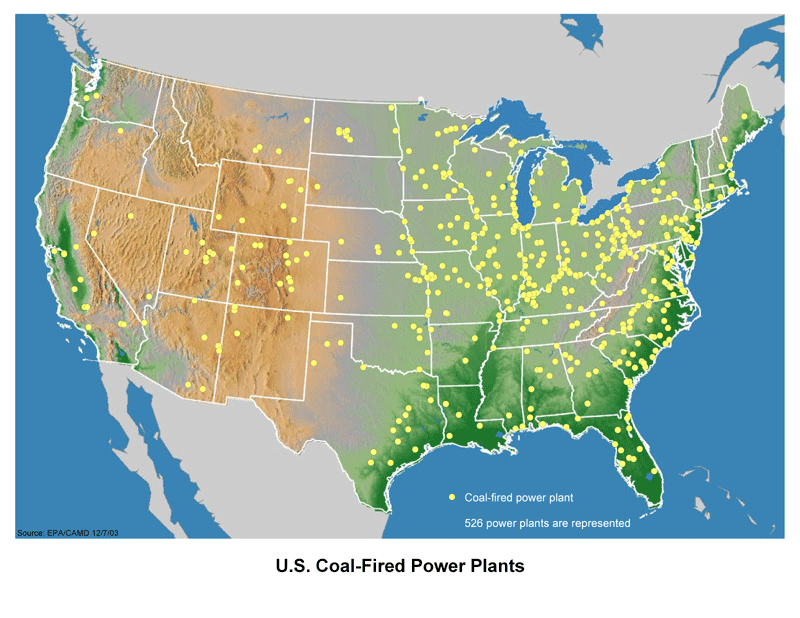 Coal-fired power plant
526 power plants are represented
Source: EPA/CAMD 12/7/03
U.S. Coal-Fired Power Plants